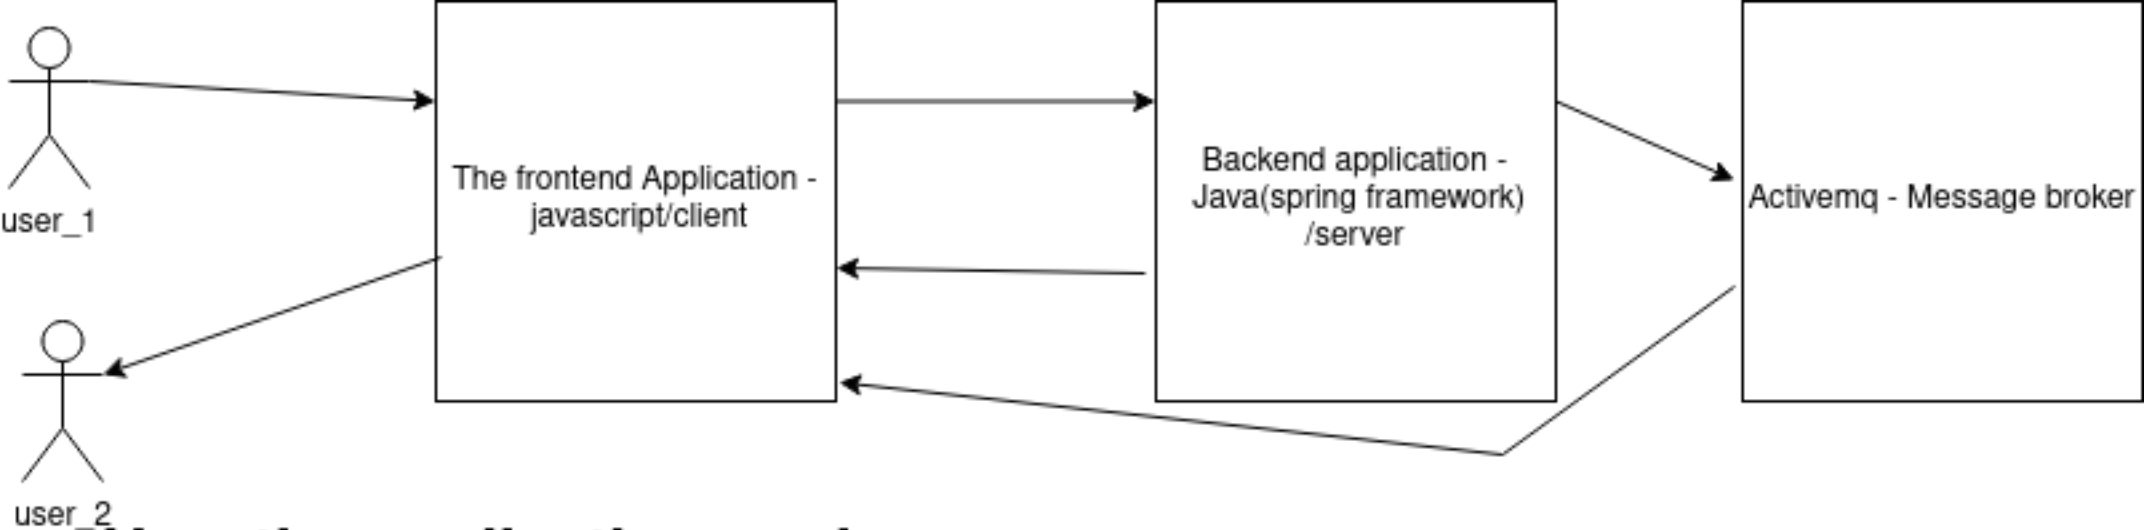 user_1
The frontend Application -
javascript/client
Backend application -
Java(spring framework)
/server
Activemq - Message broker
user_2